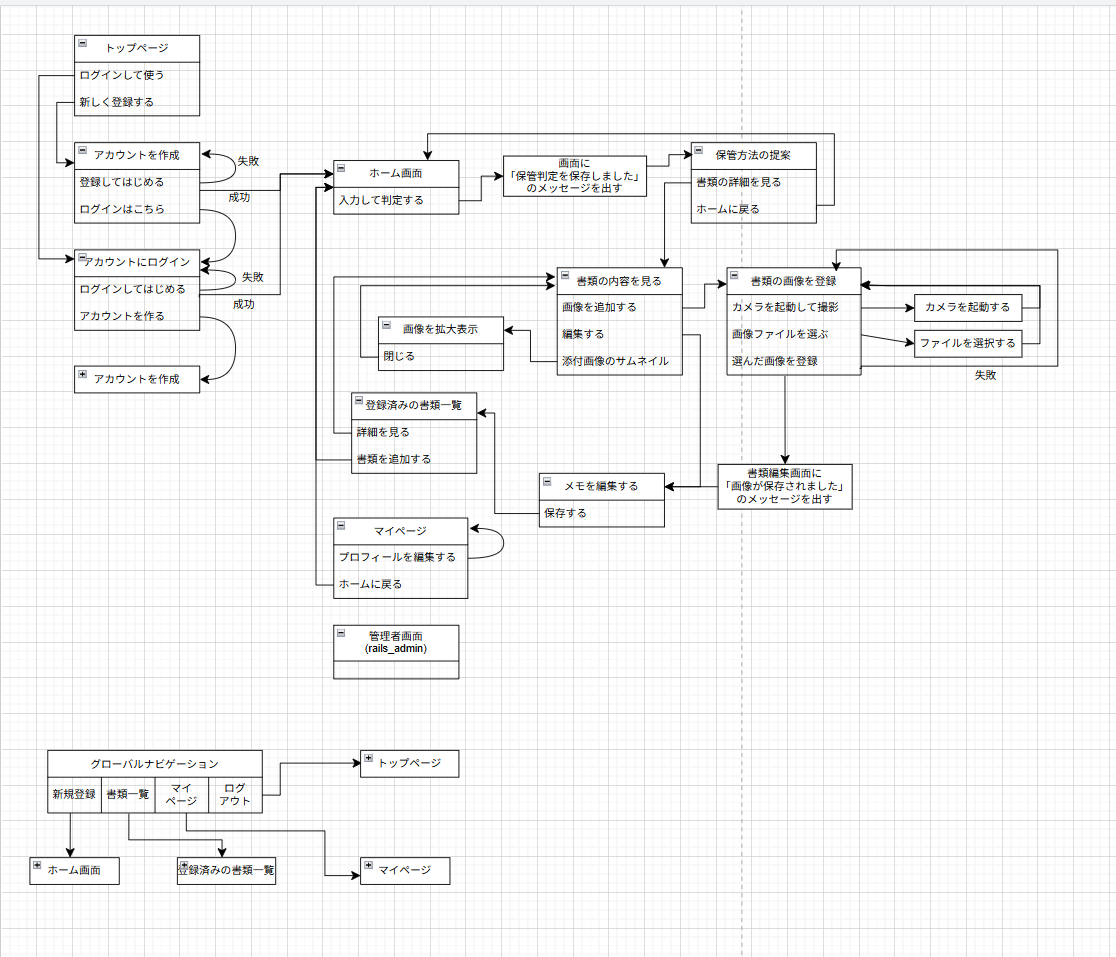 トップページ
ログインして使う
新しく登録する
アカウントを作成
登録してはじめる
ログインはこちら
失敗
成功
アカウントにログイン
ログインしてはじめる
アカウントを作る
失敗
成功
アカウントを作成
ホーム画面
入力して判定する
画面に
「保管判定を保存しました」
のメッセージを出す
保管方法の提案
書類の詳細を見る
ホームに戻る
書類の内容を見る
画像を追加する
編集する
添付画像のサムネイル
書類の画像を登録
カメラを起動して撮影
画像ファイルを選ぶ
選んだ画像を登録
カメラを起動する
ファイルを選択する
失敗
画像を拡大表示
閉じる
登録済みの書類一覧
詳細を見る
書類を追加する
メモを編集する
保存する
書類編集画面に
「画像が保存されました」
のメッセージを出す
マイページ
プロフィールを編集する
ホームに戻る
管理者画面
(rails_admin)
グローバルナビゲーション
新規登録
書類一覧
マイ
ページ
ログ
アウト
トップページ
ホーム画面
登録済みの書類一覧
マイページ